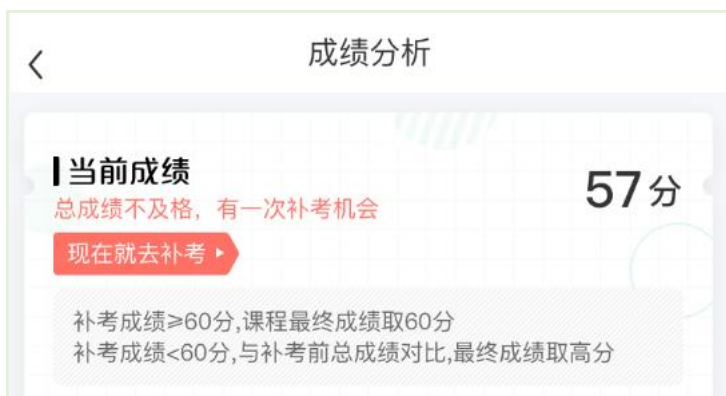 成绩分析
当前成绩
57分
总成绩不及格，有一次补考机会
现在就去补考
补考成绩≥60分,课程最终成绩取60分
补考成绩<60分,与补考前总成绩对比,最终成绩取高分